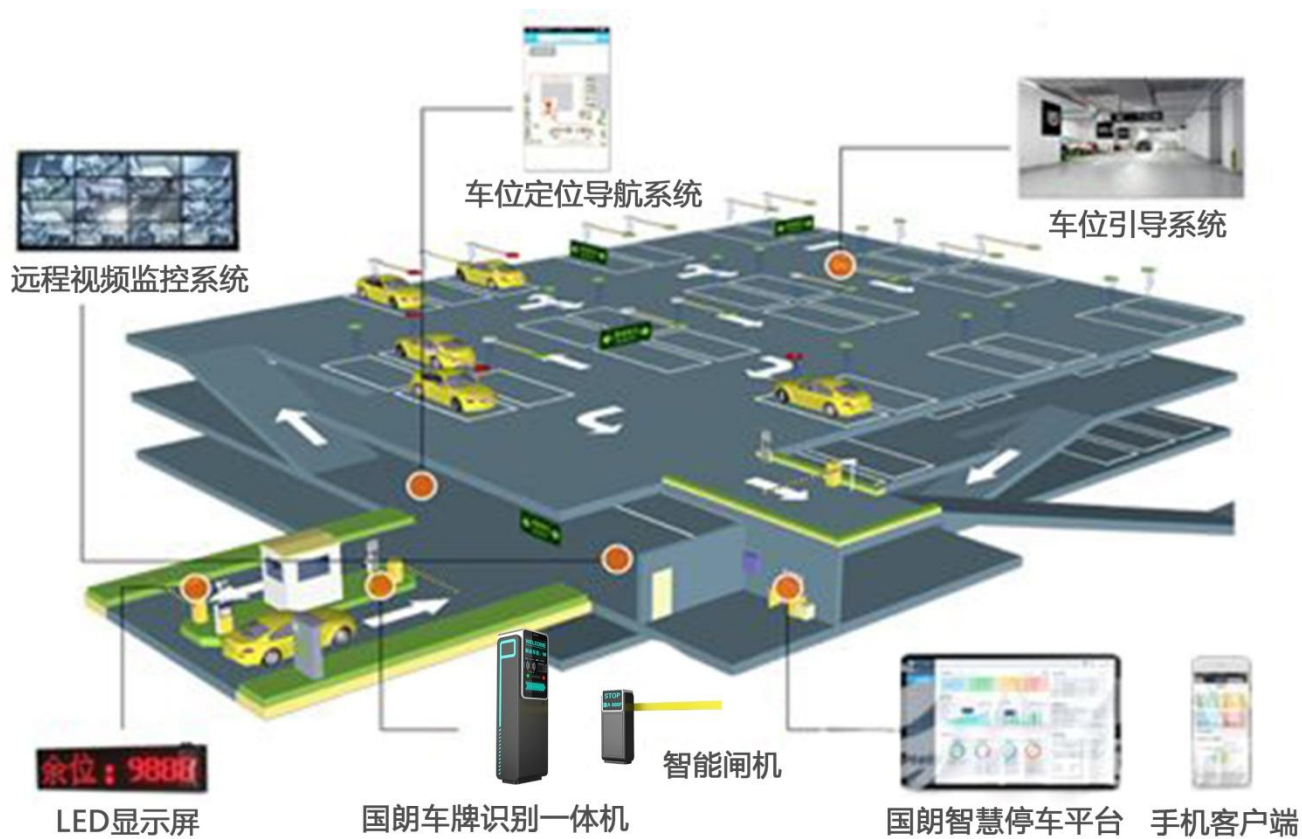 车位定位导航系统
车位引导系统
远程视频监控系统
WELCOME
STOP
余位：9888
LED显示屏
国朗车牌识别一体机
智能闸机
国朗智慧停车平台
手机客户端